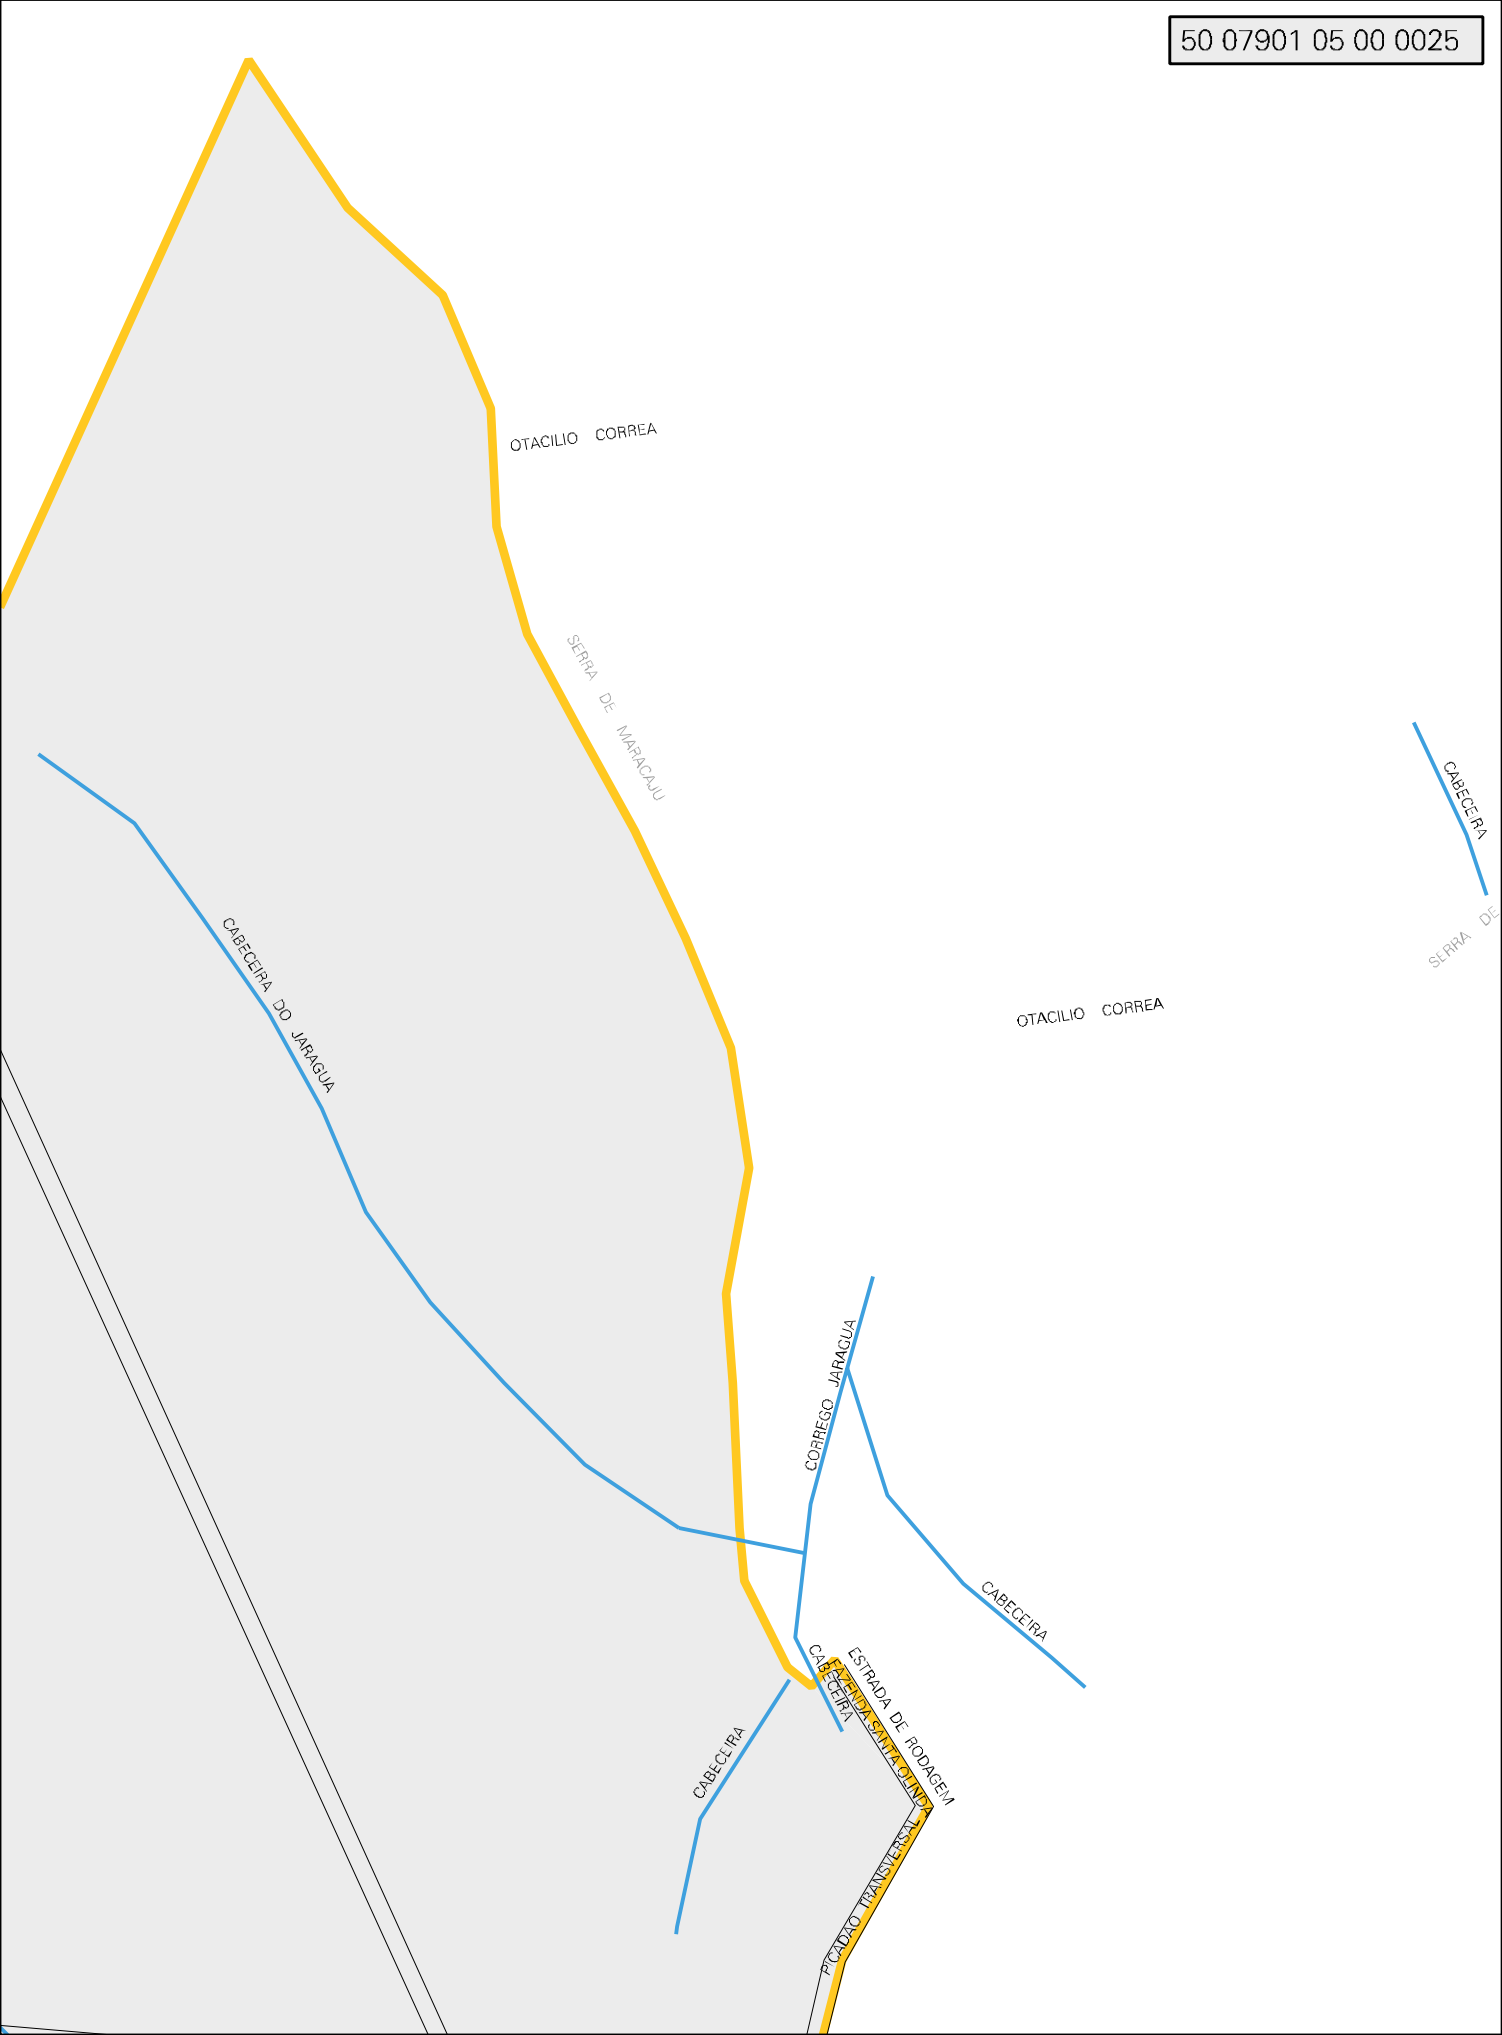 50 07901 05 00 0025
OTACILIO CORREA
SERRA DE MARACAJU
CABECEIRA
SERRA DE
CABECEIRA DO JARAGUA
OTACILIO CORREA
CORREGO JARAGUA
CABECEIRA
CABECEIRA
FAZENDA SANTA OLINDA
ESTRADA DE RODAGEM
CABECEIRA
PICADAO TRANSVERSAL